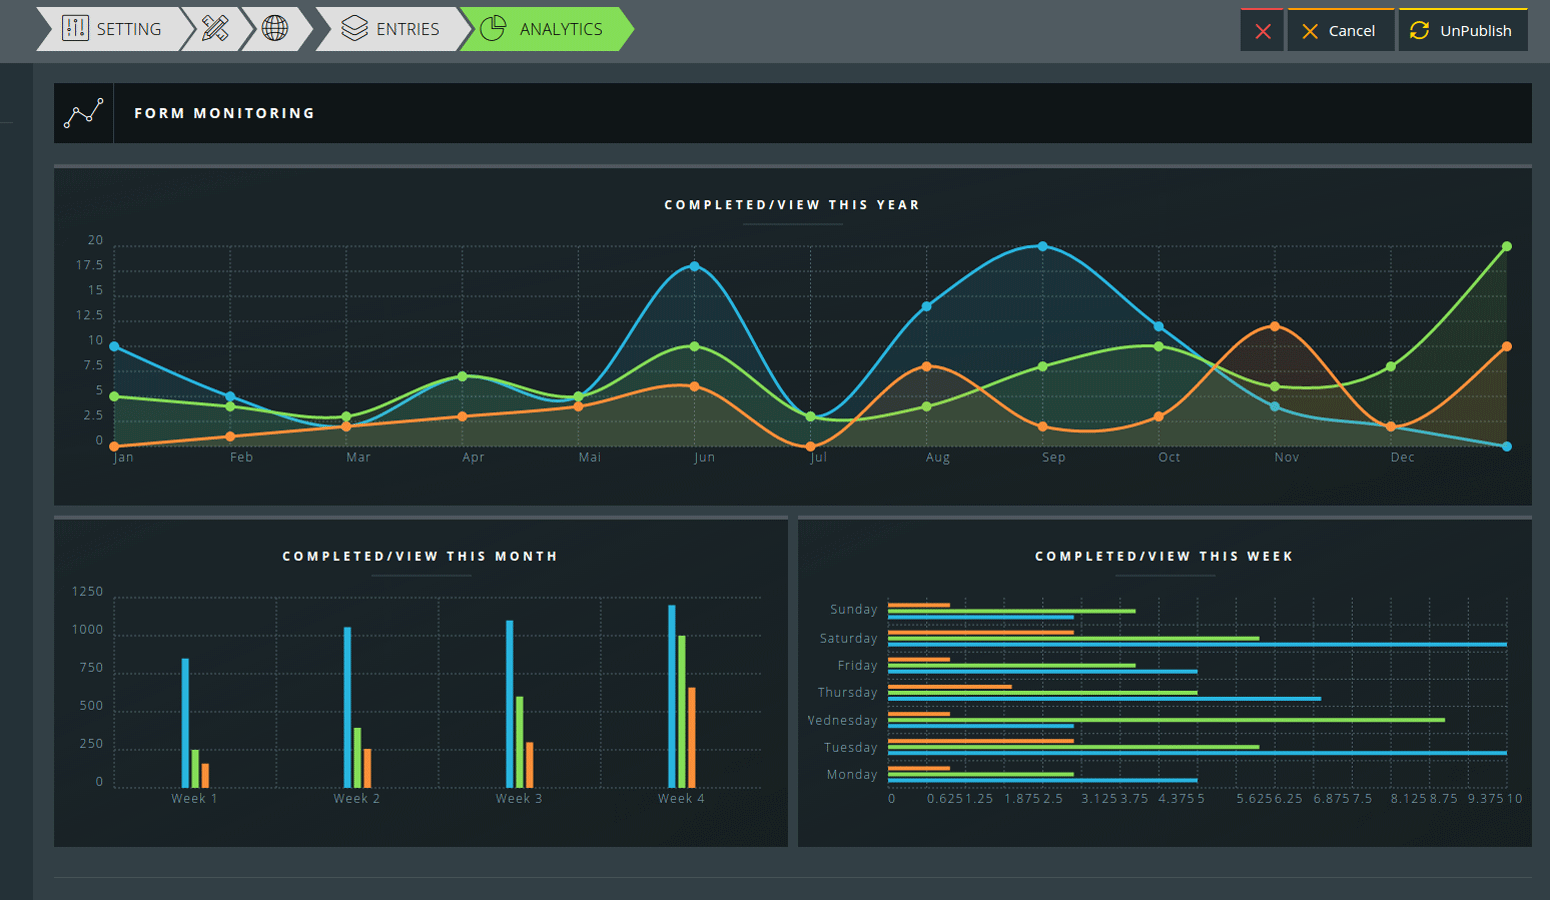 SETTING ENTRIES ANALYTICS Cancel UnPublish
FORM MONITORING
COMPLETED/VIEW THIS YEAR
20
17.5
15
12.5
10
7.5
5
2.5
0
Jan Feb Mar Apr Mai Jun Jul Aug Sep Oct Nov Dec
COMPLETED/VIEW THIS MONTH
1250
1000
750
500
250
0
Week 1 Week 2 Week 3 Week 4
COMPLETED/VIEW THIS WEEK
Sunday
Saturday
Friday
Thursday
Wednesday
Tuesday
Monday
0 0.625 1.25 1.875 2.5 3.125 3.75 4.375 5 5.625 6.25 6.875 7.5 8.125 8.75 9.375 10